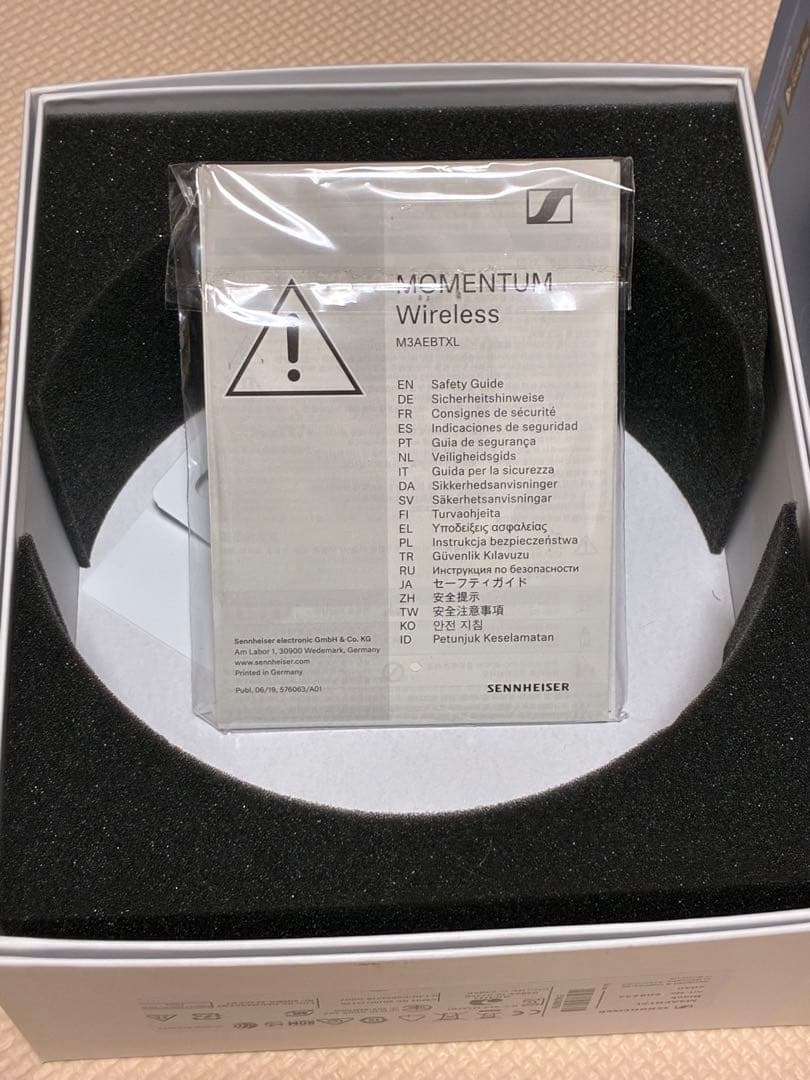 MOMENTUM
Wireless
M3AEBTXL
EN Safety Guide
DE Sicherheitshinweise
FR Consignes de sécurité
ES Indicaciones de seguridad
PT Guia de segurança
NL Veiligheidsgids
IT Guida per la sicurezza
DA Sikkerhedsanvisninger
SV Säkerhetsanvisningar
FI Turvaohjeita
EL Υποδείξεις ασφαλείας
PL Instrukcja bezpieczeństwa
TR Güvenlik Kılavuzu
RU Инструкция по безопасности
JA セーフティガイド
ZH 安全提示
TW 安全注意事項
KO 안전 지침
ID Petunjuk Keselamatan
Sennheiser electronic GmbH & Co. KG
Am Labor 1, 30900 Wedemark, Germany
www.sennheiser.com
Printed in Germany
Publ. 06/19, 576063/A01
SENNHEISER